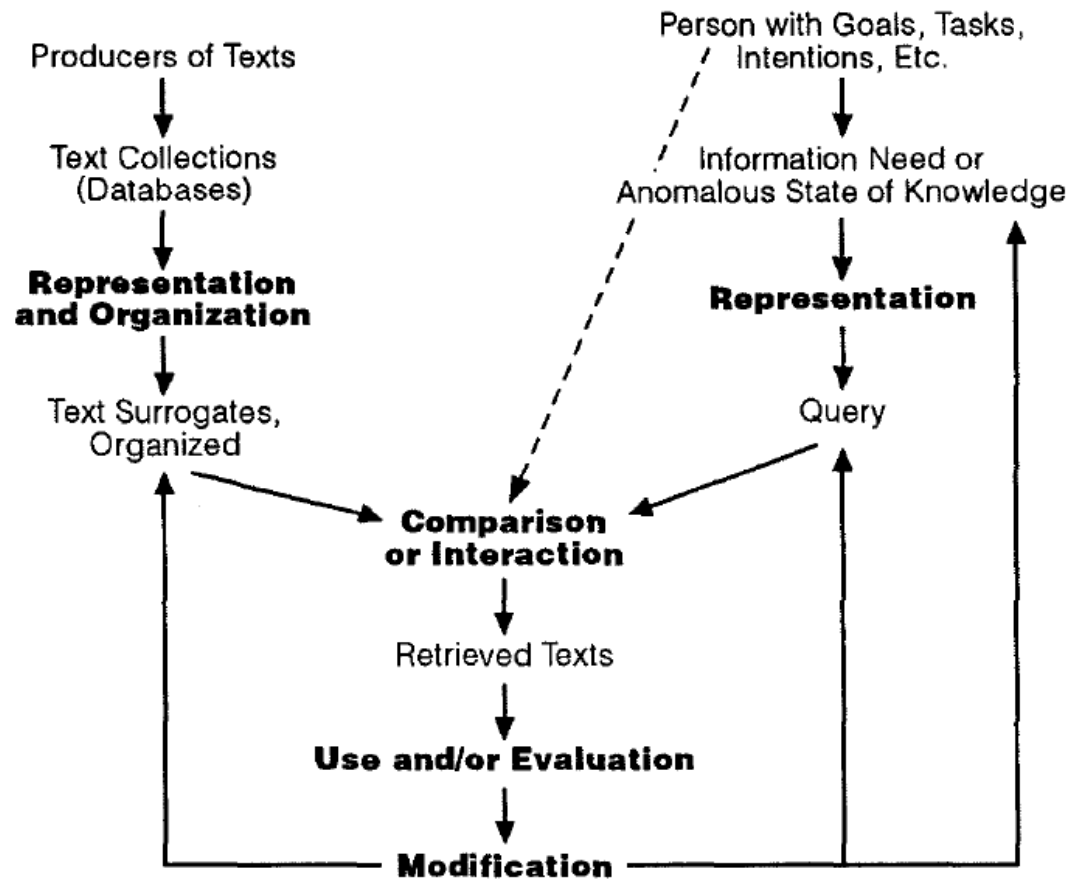 Producers of Texts
Person with Goals, Tasks,
Intentions, Etc.
Text Collections
(Databases)
Information Need or
Anomalous State of Knowledge
Representation
and Organization
Representation
Text Surrogates,
Organized
Query
Comparison
or Interaction
Retrieved Texts
Use and/or Evaluation
Modification